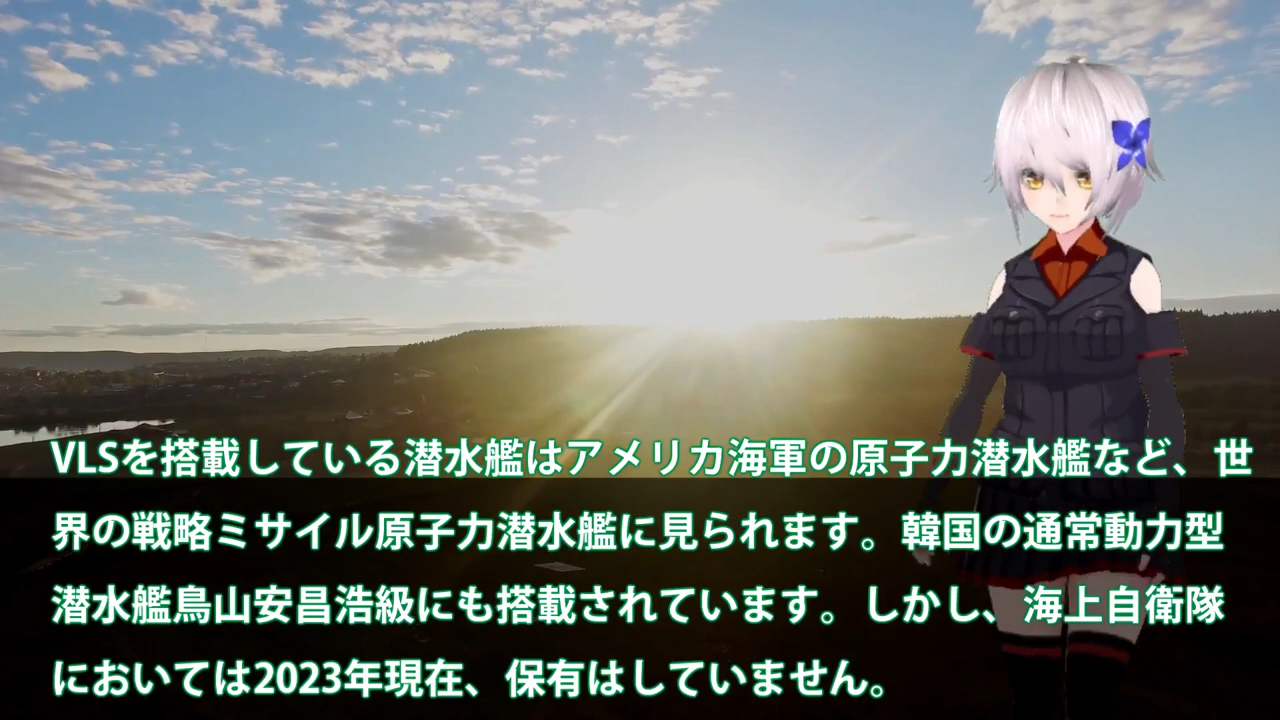 VLSを搭載している潜水艦はアメリカ海軍の原子力潜水艦など、世
界の戦略ミサイル原子力潜水艦に見られます。韓国の通常動力型
潜水艦鳥山安昌浩級にも搭載されています。しかし、海上自衛隊
においては2023年現在、保有はしていません。